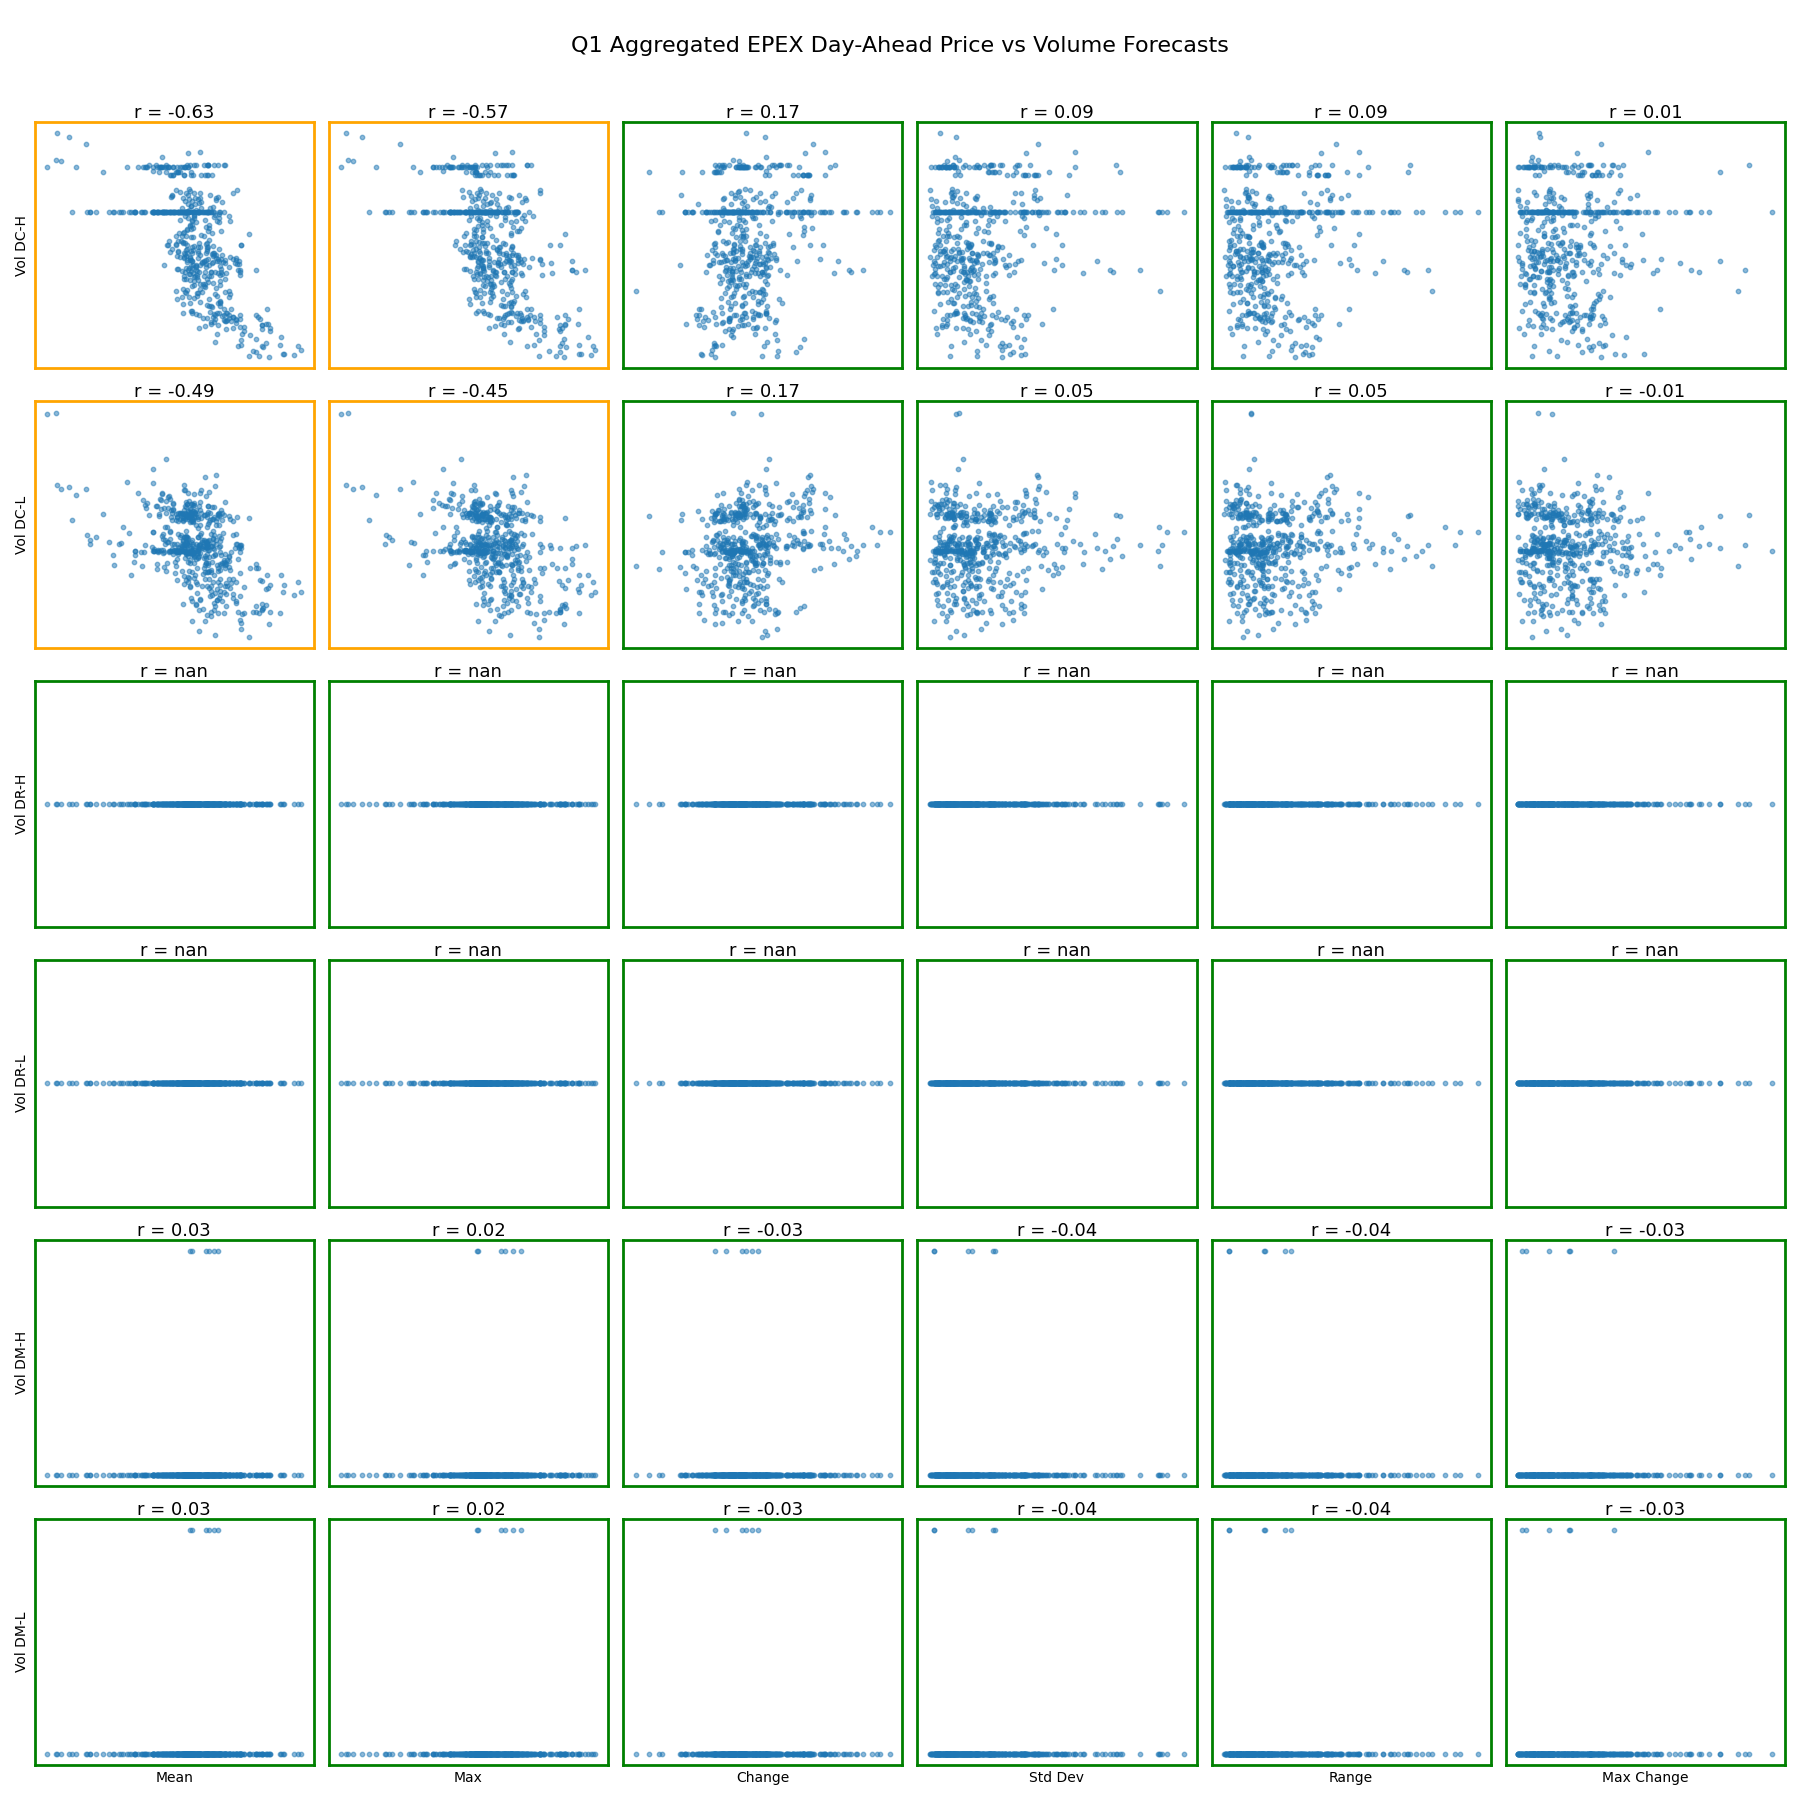 Q1 Aggregated EPEX Day-Ahead Price vs Volume Forecasts
r = -0.63 r = -0.57 r = 0.17 r = 0.09 r = 0.09 r = 0.01
Vol DC-H
r = -0.49 r = -0.45 r = 0.17 r = 0.05 r = 0.05 r = -0.01
Vol DC-L
r = nan r = nan r = nan r = nan r = nan r = nan
Vol DR-H
r = nan r = nan r = nan r = nan r = nan r = nan
Vol DR-L
r = 0.03 r = 0.02 r = -0.03 r = -0.04 r = -0.04 r = -0.03
Vol DM-H
r = 0.03 r = 0.02 r = -0.03 r = -0.04 r = -0.04 r = -0.03
Vol DM-L
Mean Max Change Std Dev Range Max Change